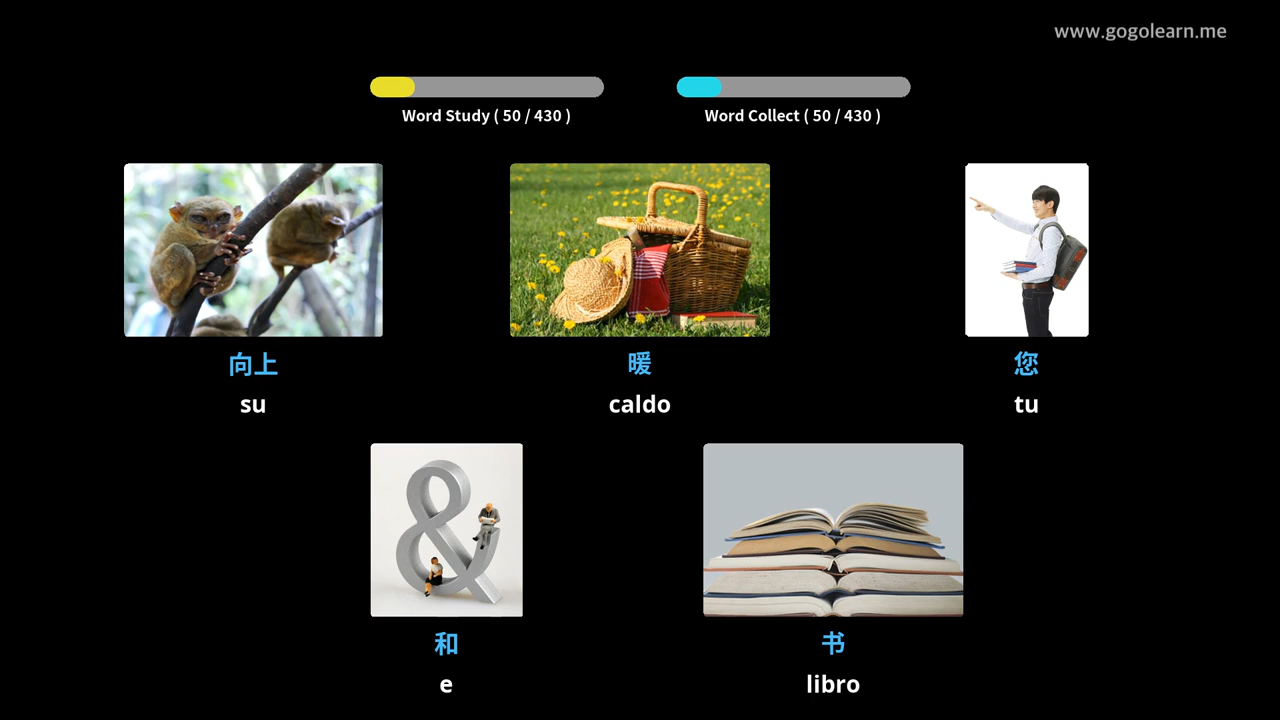 www.gogolearn.me
Word Study ( 50 / 430 )
Word Collect ( 50 / 430 )
向上
su
暖
caldo
您
tu
&
和
e
书
libro